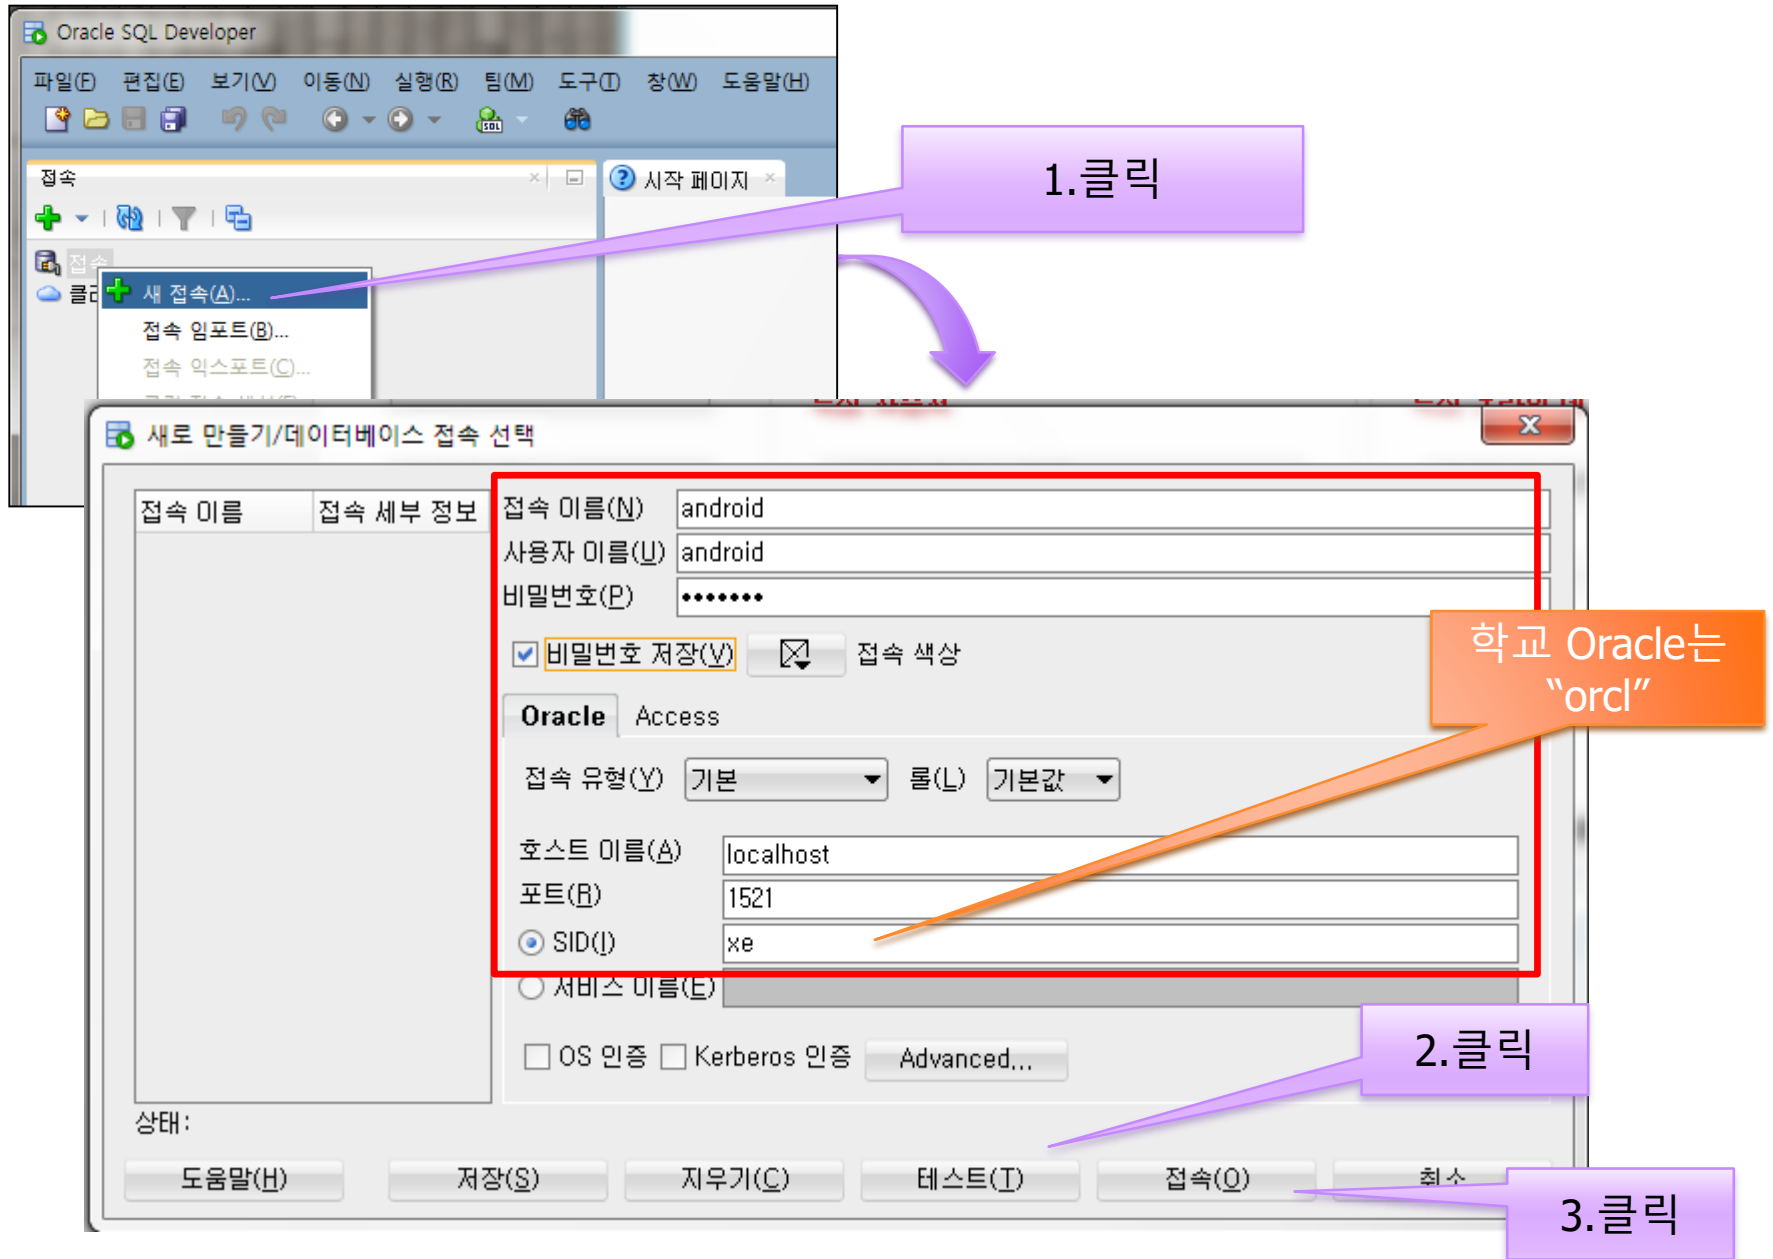 Oracle SQL Developer
파일(F) 편집(E) 보기(V) 이동(N) 실행(R) 팀(M) 도구(T) 창(W) 도움말(H)
SQL
접속
시작 페이지
1.클릭
접속
새 접속(A)...
접속 임포트(B)...
접속 익스포트(C)...
새로 만들기/데이터베이스 접속 선택
접속 이름 접속 세부 정보
접속 이름(N) android
사용자 이름(U) android
비밀번호(P) •••••••
비밀번호 저장(V) 접속 색상
학교 Oracle는
“orcl”
Oracle Access
접속 유형(Y) 기본 롤(L) 기본값
호스트 이름(A) localhost
포트(R) 1521
SID(I) xe
서비스 이름(E)
2.클릭
OS 인증 Kerberos 인증 Advanced...
상태:
도움말(H) 저장(S) 지우기(C) 테스트(T) 접속(O) 취소
3.클릭